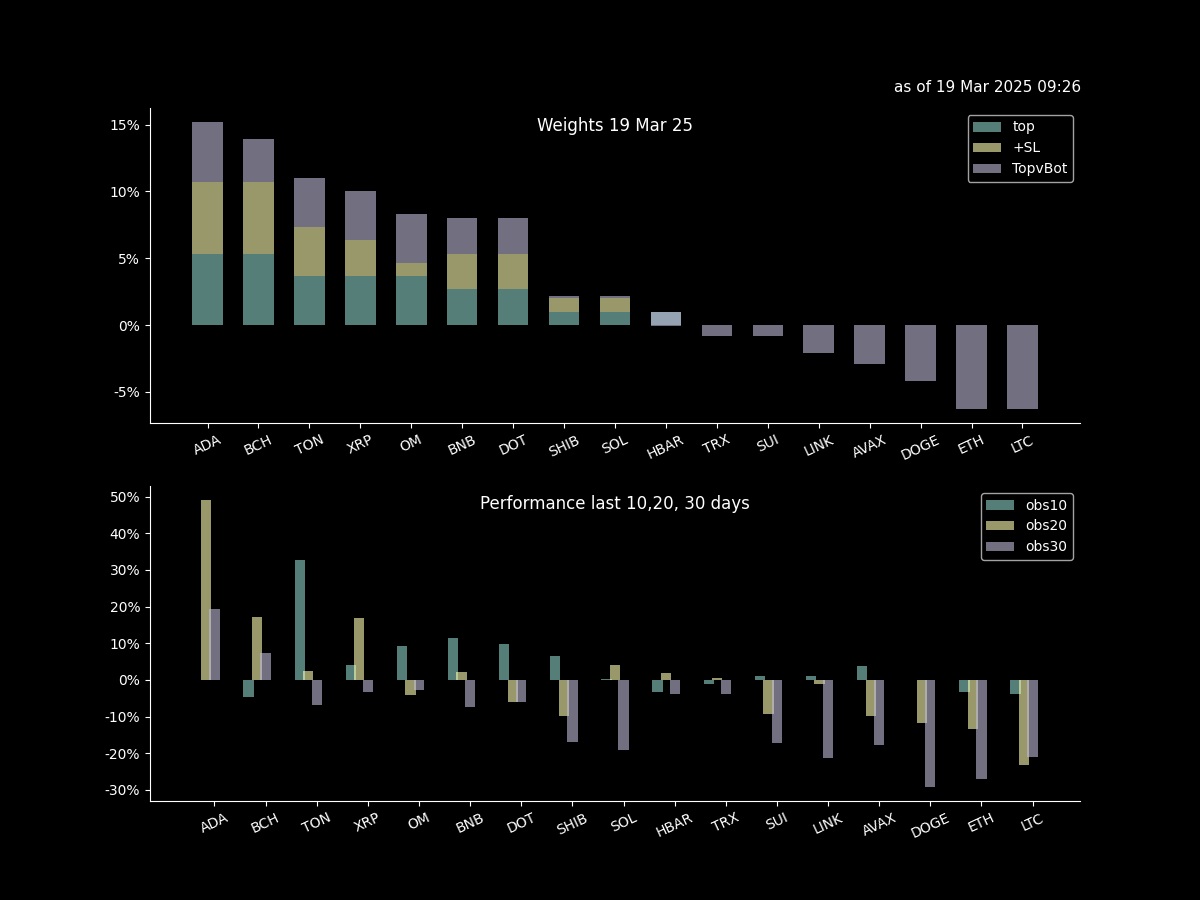 as of 19 Mar 2025 09:26
Weights 19 Mar 25
top
+SL
TopvBot
15%
10%
5%
0%
-5%
ADA BCH TON XRP OM BNB DOT SHIB SOL HBAR TRX SUI LINK AVAX DOGE ETH LTC
Performance last 10,20, 30 days
obs10
obs20
obs30
50%
40%
30%
20%
10%
0%
-10%
-20%
-30%
ADA BCH TON XRP OM BNB DOT SHIB SOL HBAR TRX SUI LINK AVAX DOGE ETH LTC